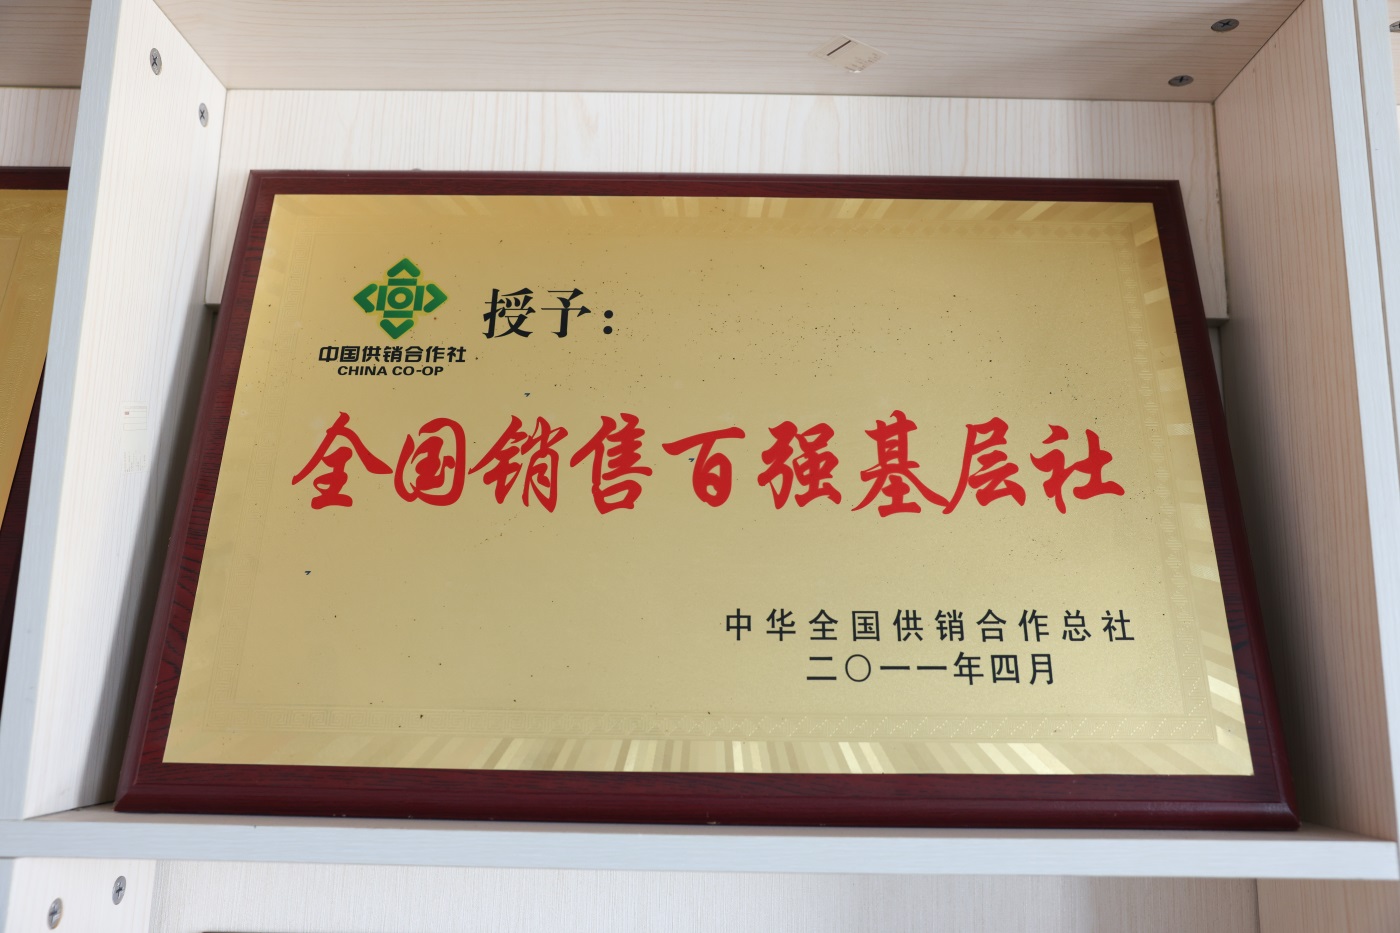 授予：
中国供销合作社
CHINA CO-OP
全国销售百强基层社
中华全国供销合作总社
二〇一一年四月